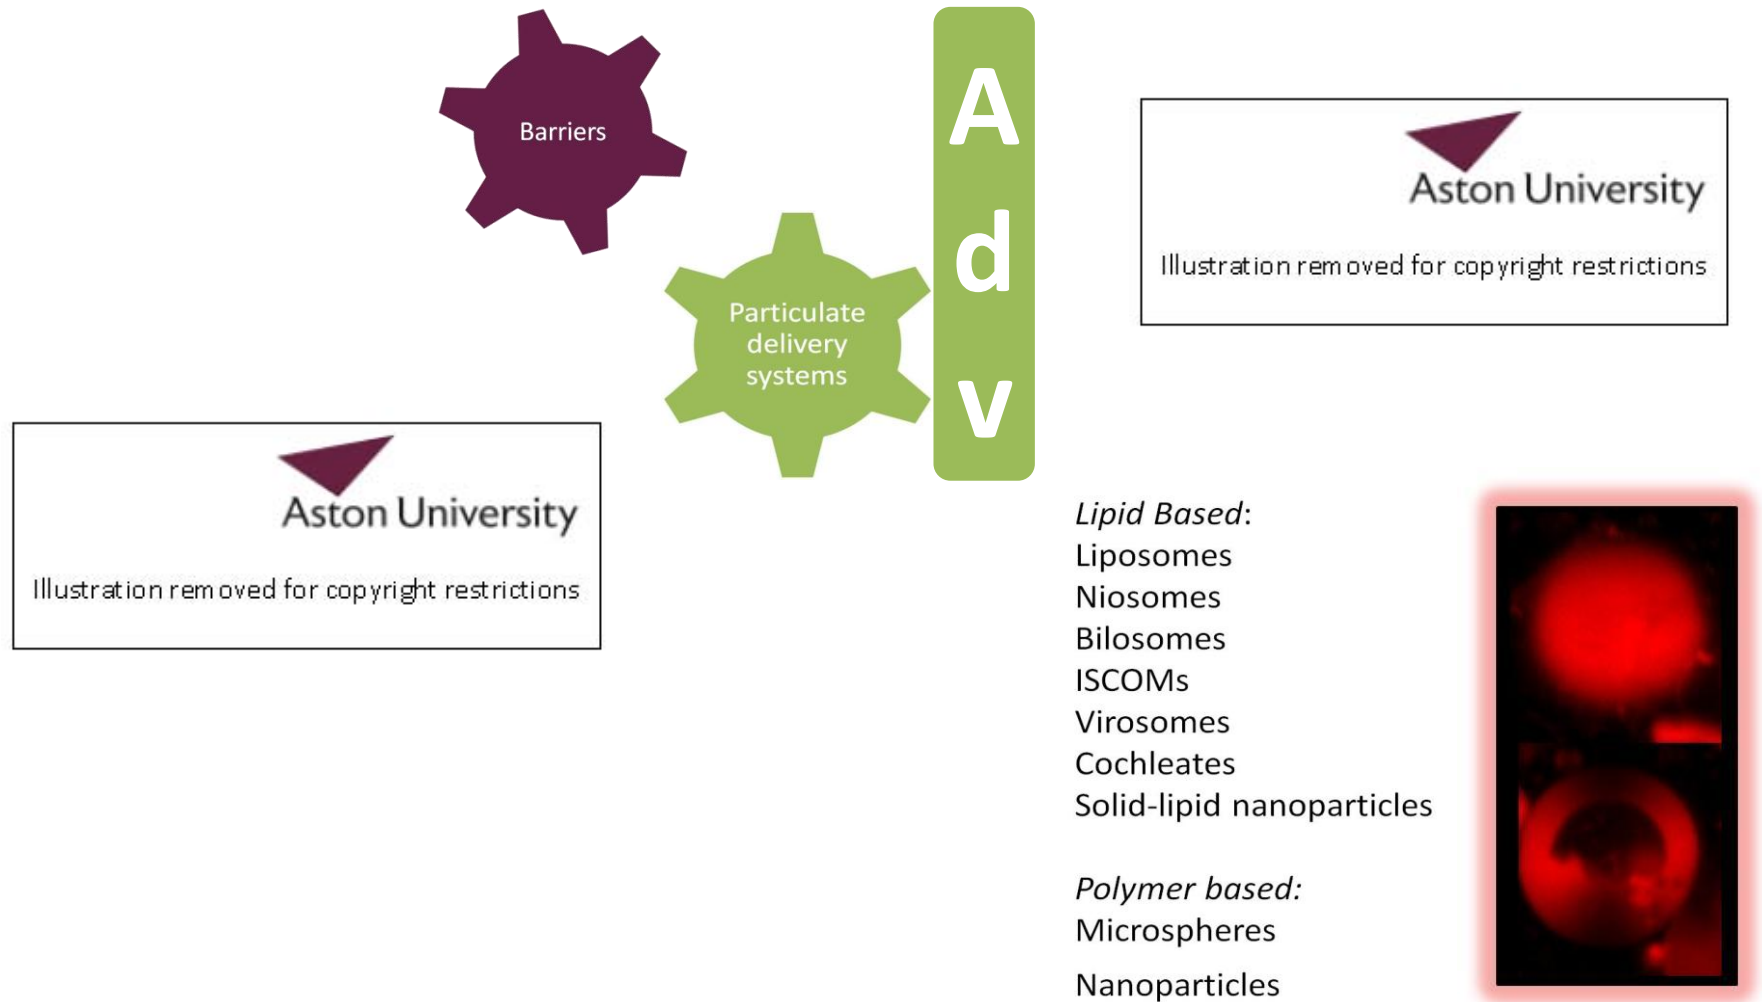 Barriers
Particulate
delivery
systems
A
d
v
Aston University
Illustration removed for copyright restrictions
Aston University
Illustration removed for copyright restrictions
Lipid Based:
Liposomes
Niosomes
Bilosomes
ISCOMs
Virosomes
Cochleates
Solid-lipid nanoparticles
Polymer based:
Microspheres
Nanoparticles